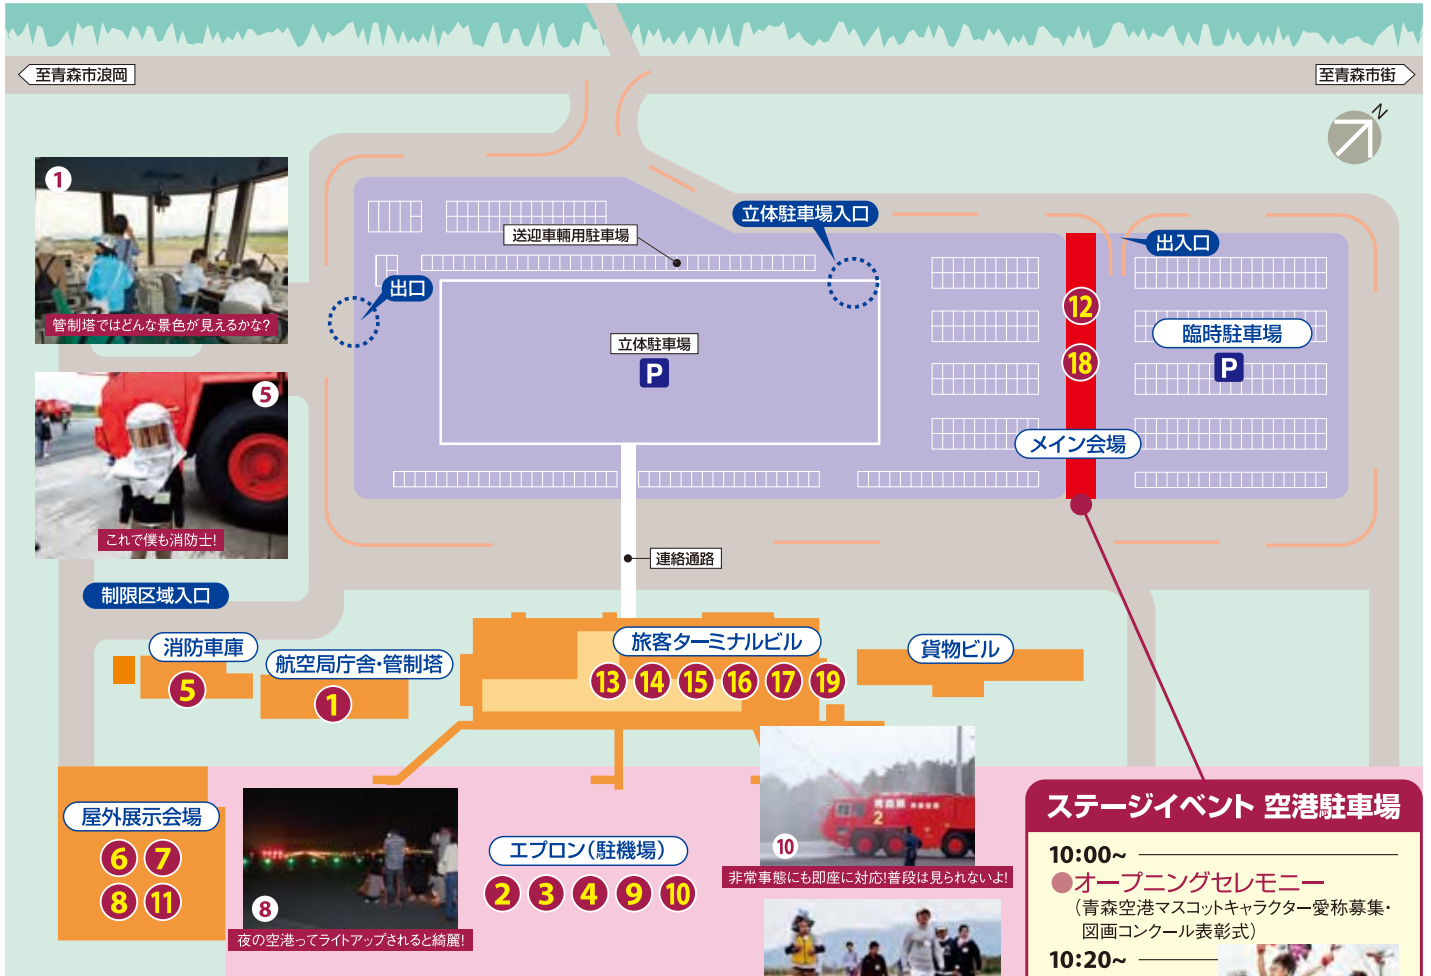 至青森市浪岡
至青森市街
N
1
管制塔ではどんな景色が見えるかな?
5
これで僕も消防士!
送迎車輛用駐車場
立体駐車場入口
出入口
出口
立体駐車場
P
12
18
臨時駐車場
P
メイン会場
連絡通路
制限区域入口
消防車庫
5
航空局庁舎・管制塔
1
旅客ターミナルビル
13 14 15 16 17 19
貨物ビル
屋外展示会場
6 7
8 11
8
夜の空港ってライトアップされると綺麗!
エプロン(駐機場)
2 3 4 9 10
青森県
2
10
非常事態にも即座に対応!普段は見られないよ!
ステージイベント 空港駐車場
10:00~
●オープニングセレモニー
(青森空港マスコットキャラクター愛称募集・
図画コンクール表彰式)
10:20~